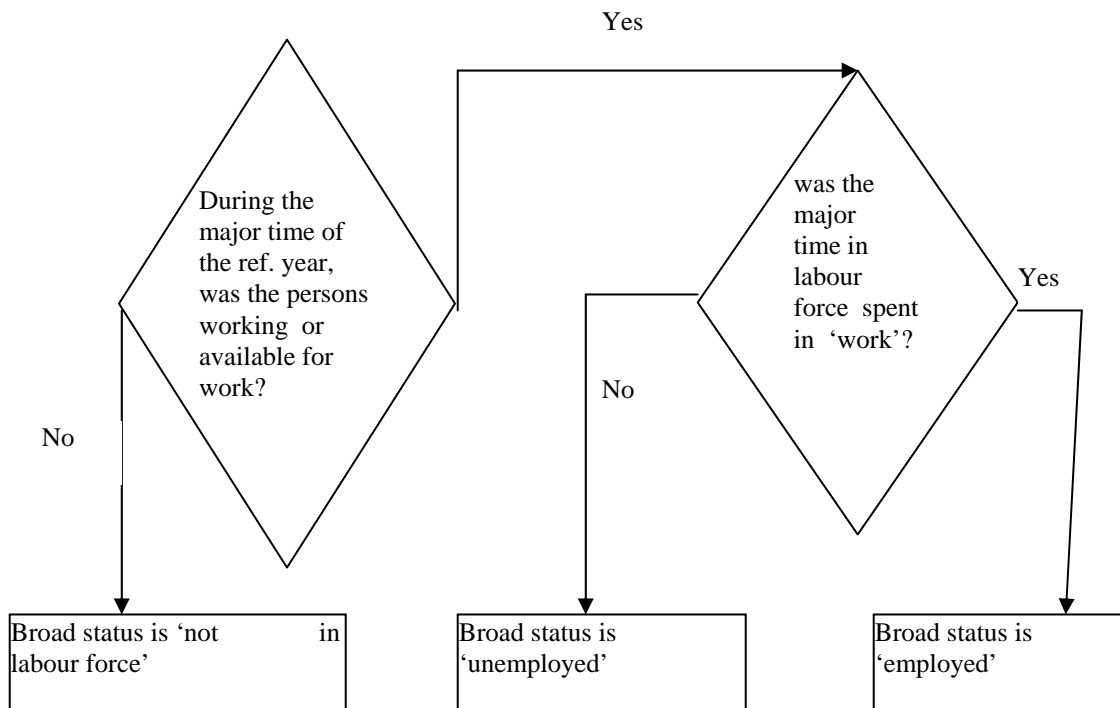 Yes
During the
major time of
the ref. year,
was the persons
working or
available for
work?
was the
major
time in
labour
force spent
in ‘work’?
Yes
No
No
Broad status is ‘not in
labour force’
Broad status is
‘unemployed’
Broad status is
‘employed’